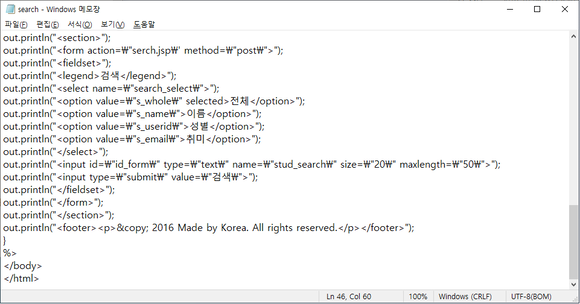 search - Windows 메모장
파일(F) 편집(E) 서식(O) 보기(V) 도움말
out.println("<section>");
out.println("<form action=₩"serch.jsp₩" method=₩"post₩">");
out.println("<fieldset>");
out.println("<legend>검색</legend>");
out.println("<select name=₩"search_select₩">");
out.println("<option value=₩"s_whole₩" selected>전체</option>");
out.println("<option value=₩"s_name₩">이름</option>");
out.println("<option value=₩"s_userid₩">성별</option>");
out.println("<option value=₩"s_email₩">취미</option>");
out.println("</select>");
out.println("<input id=₩"id_form₩" type=₩"text₩" name=₩"stud_search₩" size=₩"20₩" maxlength=₩"50₩">");
out.println("<input type=₩"submit₩" value=₩"검색₩">");
out.println("</fieldset>");
out.println("</form>");
out.println("</section>");
out.println("<footer><p>&copy; 2016 Made by Korea. All rights reserved.</p></footer>");
}
%>
</body>
</html>
Ln 46, Col 60 100% Windows (CRLF) UTF-8(BOM)